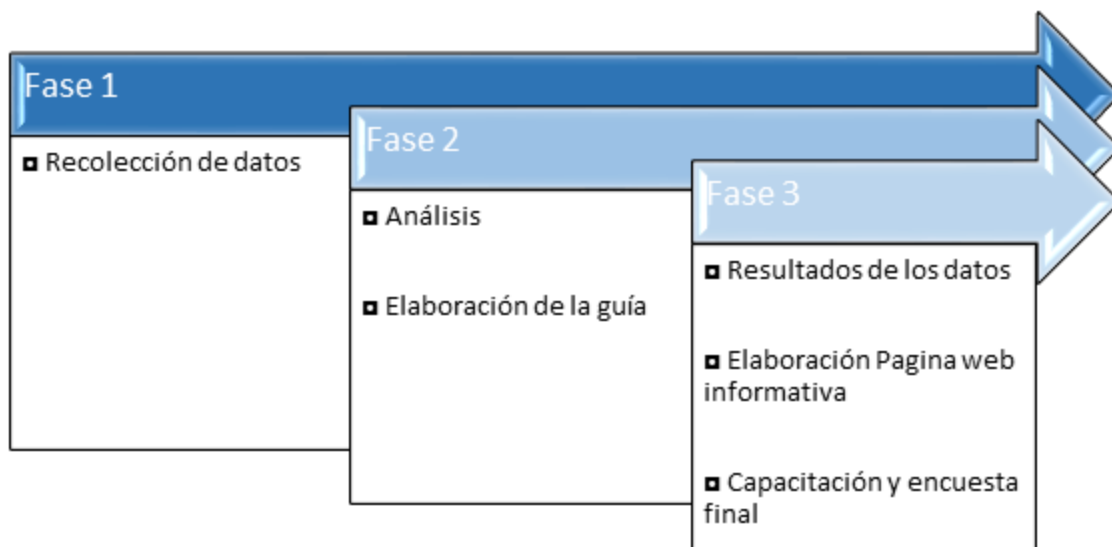 Fase 1
Recolección de datos
Fase 2
Análisis
Elaboración de la guía
Fase 3
Resultados de los datos
Elaboración Pagina web
informativa
Capacitación y encuesta
final